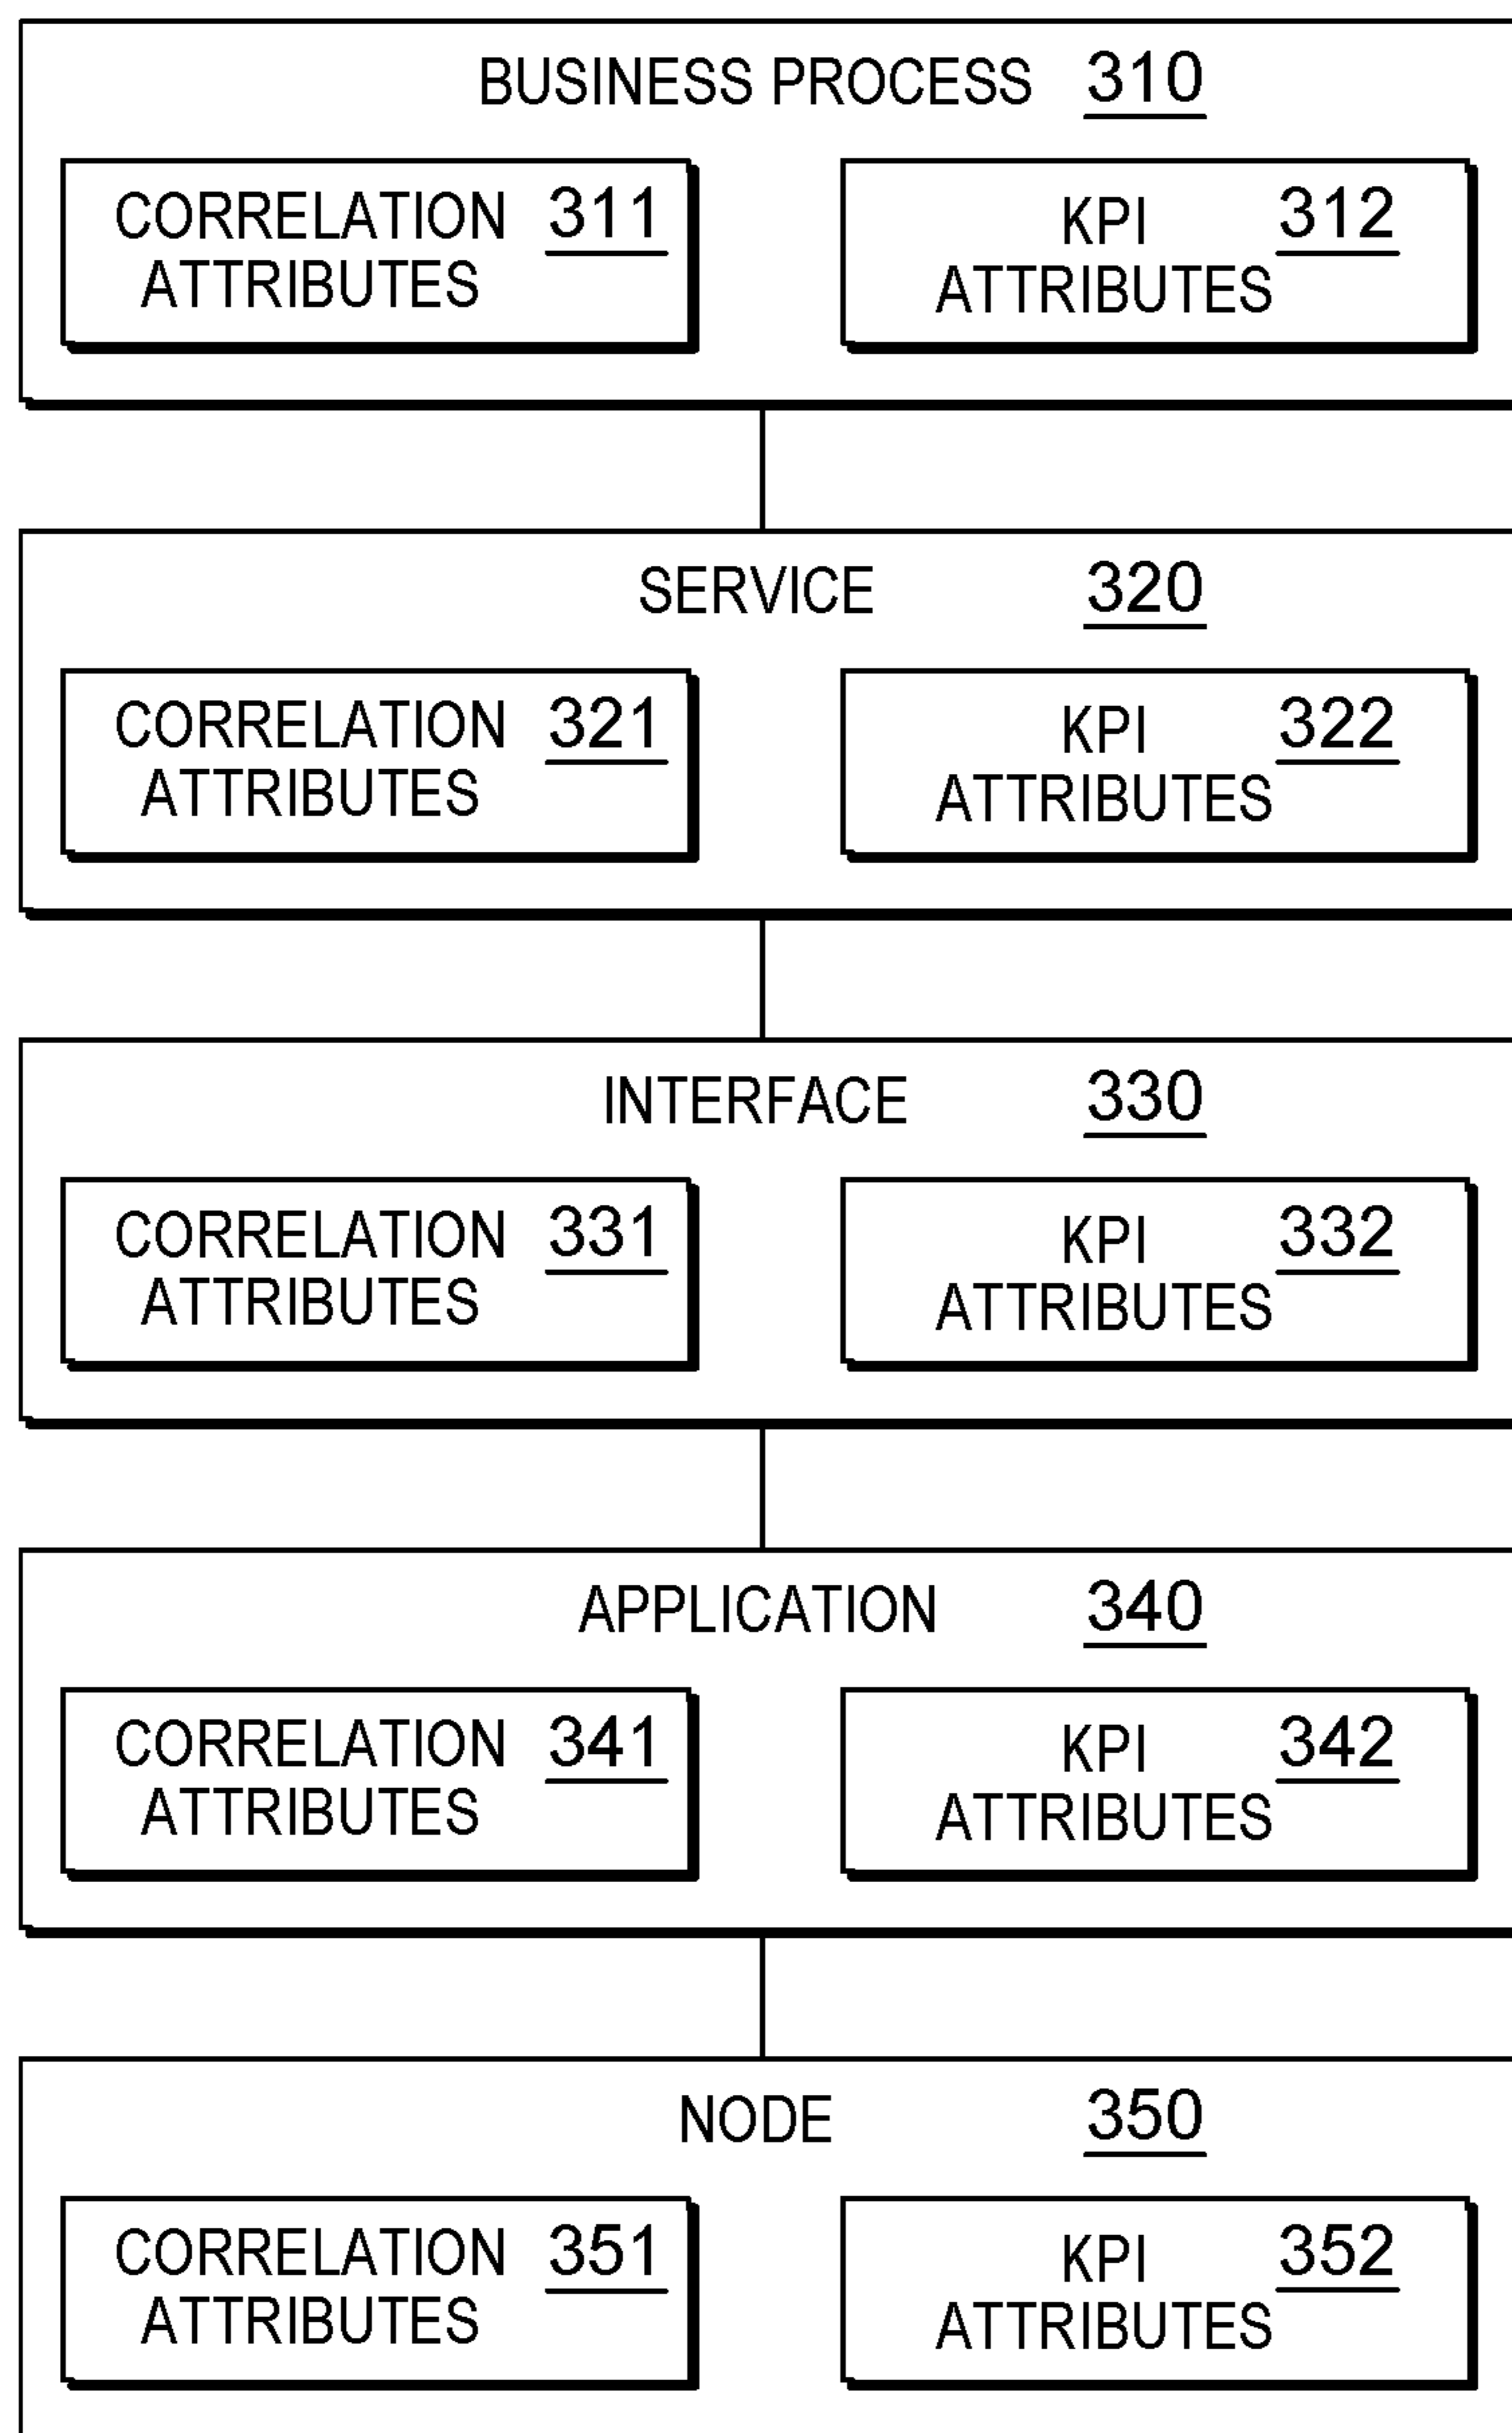 BUSINESS PROCESS 310
CORRELATION 311
ATTRIBUTES
KPI 312
ATTRIBUTES
SERVICE 320
CORRELATION 321
ATTRIBUTES
KPI 322
ATTRIBUTES
INTERFACE 330
CORRELATION 331
ATTRIBUTES
KPI 332
ATTRIBUTES
APPLICATION 340
CORRELATION 341
ATTRIBUTES
KPI 342
ATTRIBUTES
NODE 350
CORRELATION 351
ATTRIBUTES
KPI 352
ATTRIBUTES